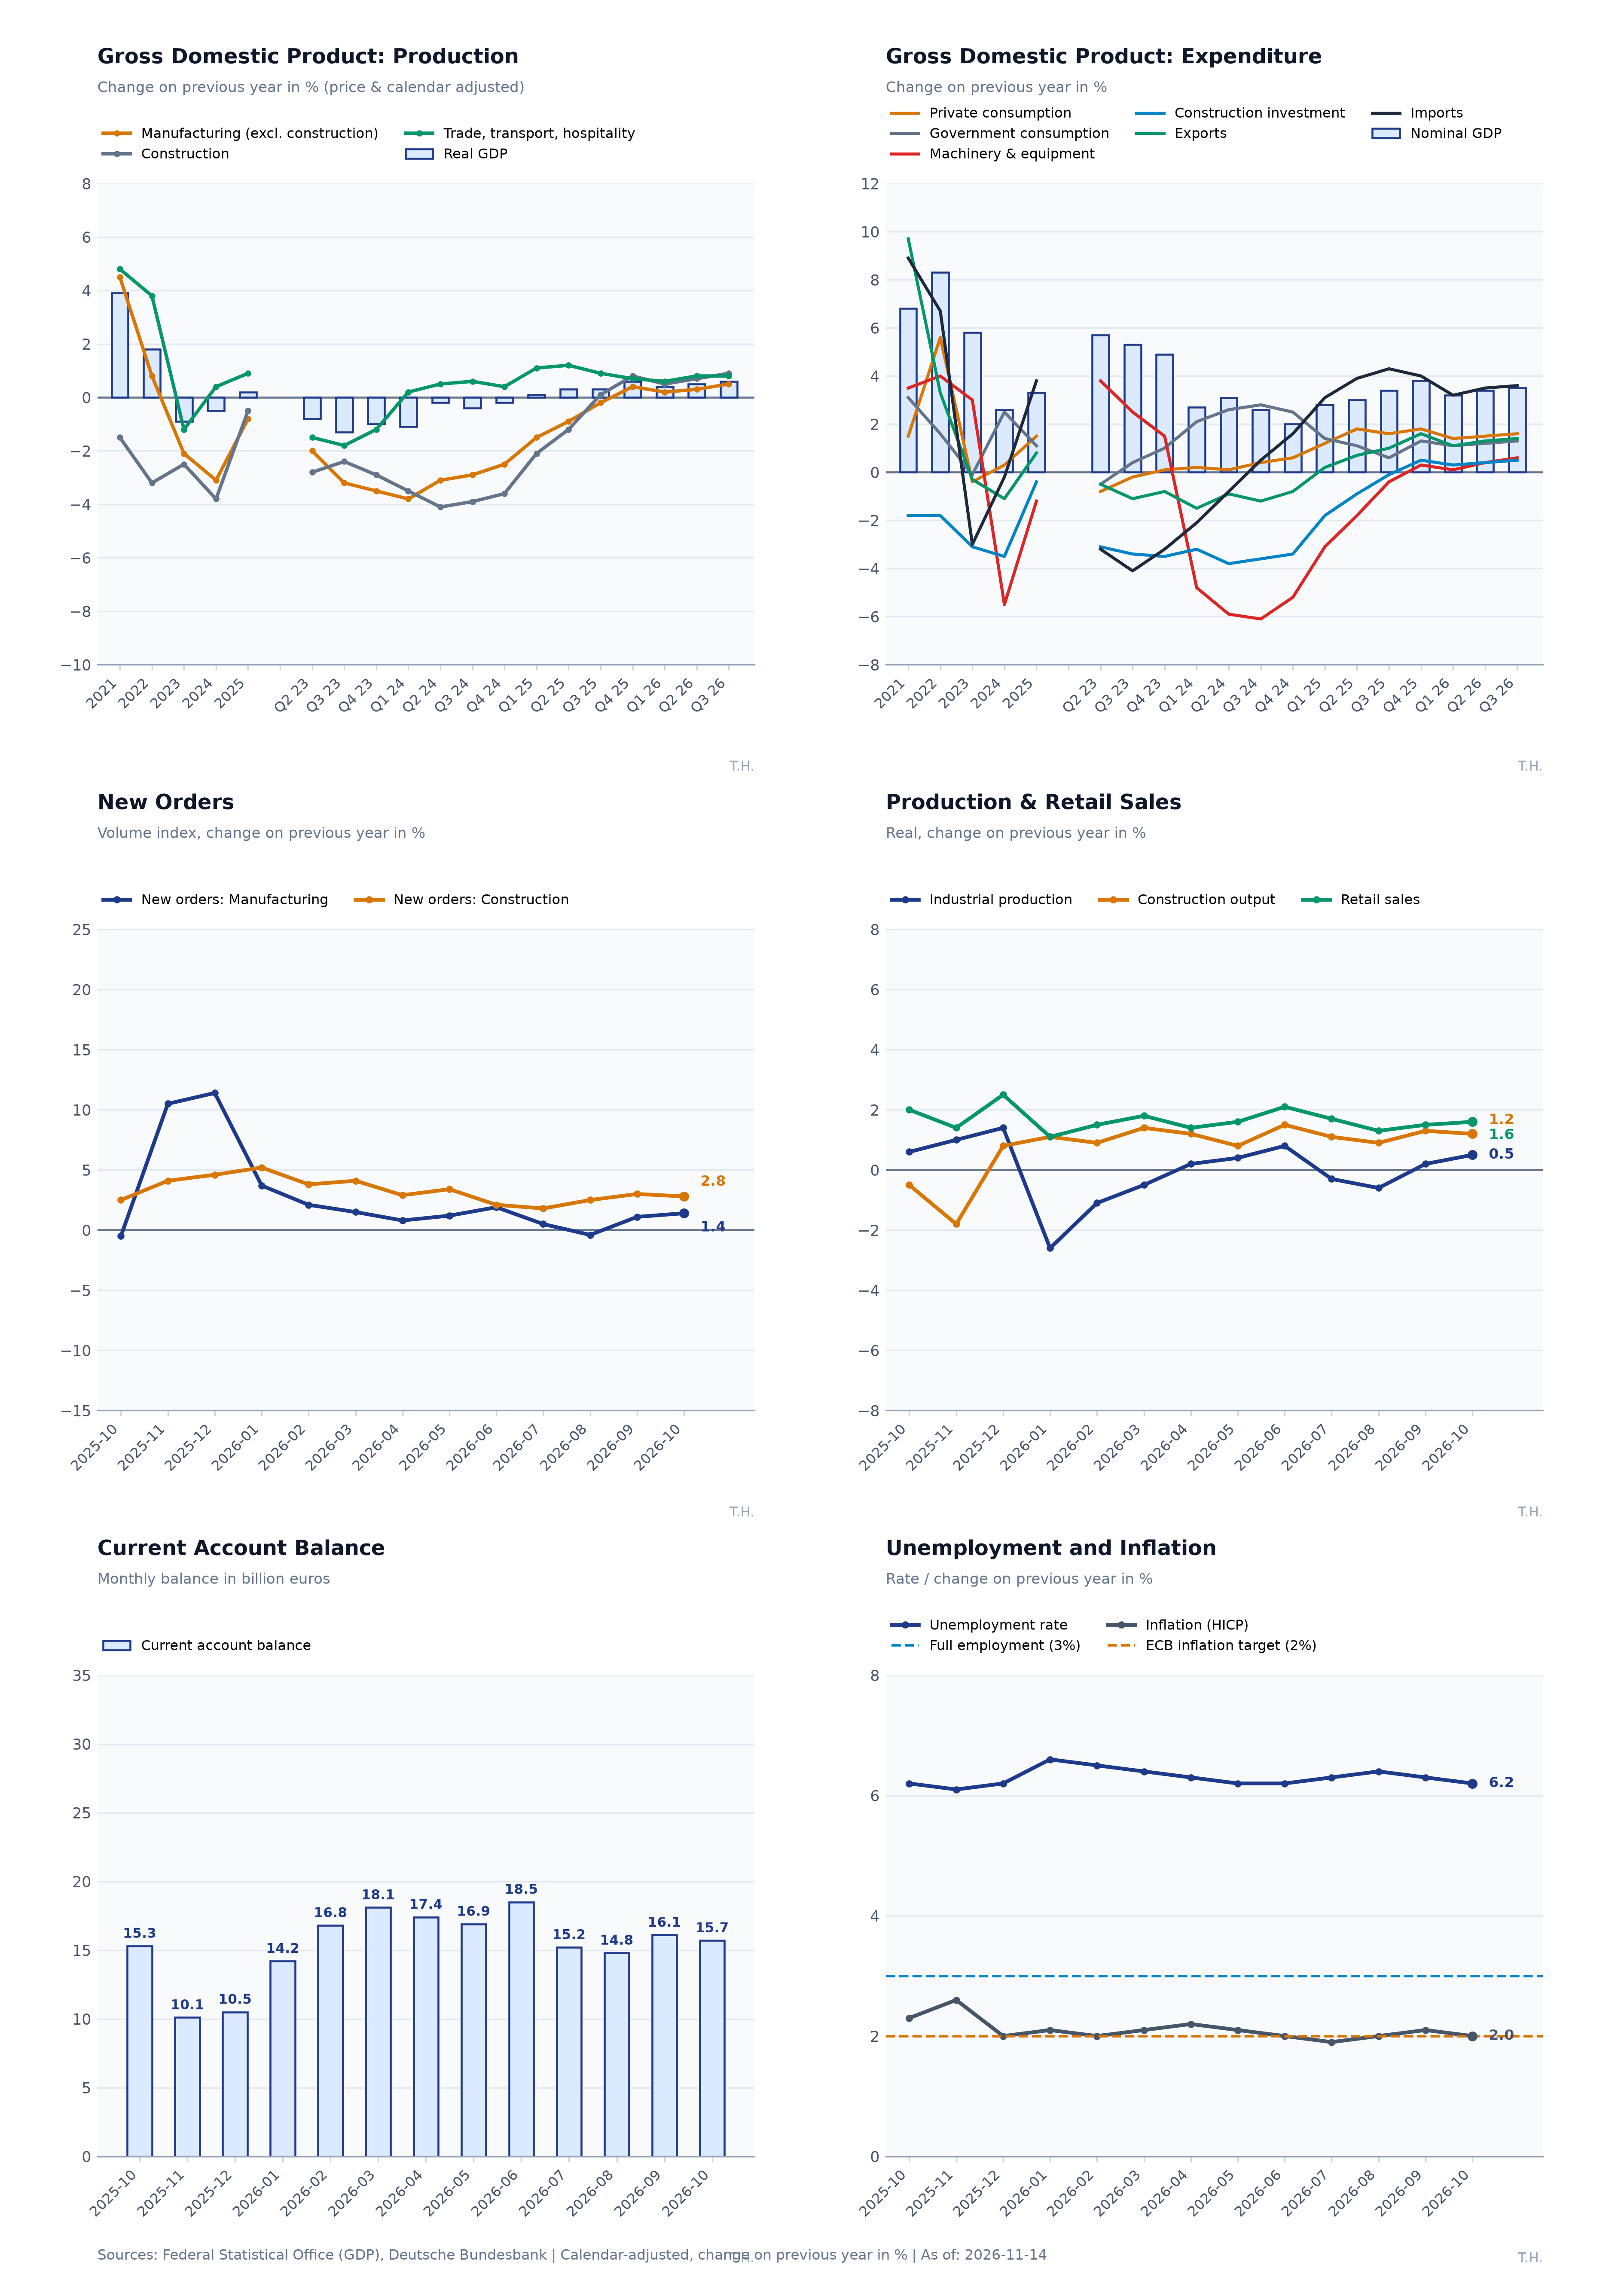 Gross Domestic Product: Production
Change on previous year in % (price & calendar adjusted)
Manufacturing (excl. construction)
Trade, transport, hospitality
Construction
Real GDP
8
6
4
2
0
−2
−4
−6
−8
−10
2021
2022
2023
2024
2025
Q2 23
Q3 23
Q4 23
Q1 24
Q2 24
Q3 24
Q4 24
Q1 25
Q2 25
Q3 25
Q4 25
Q1 26
Q2 26
Q3 26
T.H.
Gross Domestic Product: Expenditure
Change on previous year in %
Private consumption
Construction investment
Imports
Government consumption
Exports
Nominal GDP
Machinery & equipment
12
10
8
6
4
2
0
−2
−4
−6
−8
2021
2022
2023
2024
2025
Q2 23
Q3 23
Q4 23
Q1 24
Q2 24
Q3 24
Q4 24
Q1 25
Q2 25
Q3 25
Q4 25
Q1 26
Q2 26
Q3 26
T.H.
New Orders
Volume index, change on previous year in %
New orders: Manufacturing
New orders: Construction
25
20
15
10
5
0
−5
−10
−15
2.8
1.4
2025-10
2025-11
2025-12
2026-01
2026-02
2026-03
2026-04
2026-05
2026-06
2026-07
2026-08
2026-09
2026-10
T.H.
Production & Retail Sales
Real, change on previous year in %
Industrial production
Construction output
Retail sales
8
6
4
2
0
−2
−4
−6
−8
1.2
1.6
0.5
2025-10
2025-11
2025-12
2026-01
2026-02
2026-03
2026-04
2026-05
2026-06
2026-07
2026-08
2026-09
2026-10
T.H.
Current Account Balance
Monthly balance in billion euros
Current account balance
35
30
25
20
15
10
5
0
15.3
10.1
10.5
14.2
16.8
18.1
17.4
16.9
18.5
15.2
14.8
16.1
15.7
2025-10
2025-11
2025-12
2026-01
2026-02
2026-03
2026-04
2026-05
2026-06
2026-07
2026-08
2026-09
2026-10
T.H.
Unemployment and Inflation
Rate / change on previous year in %
Unemployment rate
Inflation (HICP)
Full employment (3%)
ECB inflation target (2%)
8
6
4
2
0
6.2
2.0
2025-10
2025-11
2025-12
2026-01
2026-02
2026-03
2026-04
2026-05
2026-06
2026-07
2026-08
2026-09
2026-10
T.H.
Sources: Federal Statistical Office (GDP), Deutsche Bundesbank | Calendar-adjusted, change on previous year in % | As of: 2026-11-14